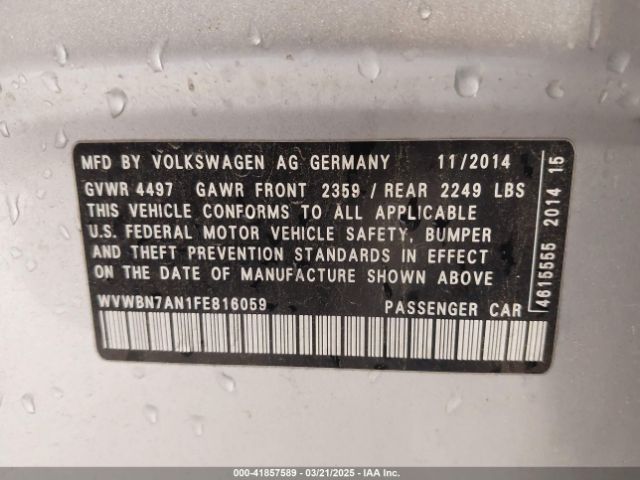 MFD BY VOLKSWAGEN AG GERMANY 11/2014
GVWR 4497 GAWR FRONT 2359 / REAR 2249 LBS
THIS VEHICLE CONFORMS TO ALL APPLICABLE
U.S. FEDERAL MOTOR VEHICLE SAFETY, BUMPER
AND THEFT PREVENTION STANDARDS IN EFFECT
ON THE DATE OF MANUFACTURE SHOWN ABOVE
WVWBN7AN1FE816059 PASSENGER CAR
4615555 2014 15
000-41857589 - 03/21/2025 - IAA Inc.